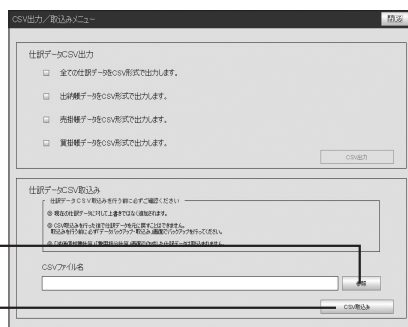 CSV出力／取込みメニュー
閉じる
仕訳データCSV出力
全ての仕訳データをCSV形式で出力します。
出納帳データをCSV形式で出力します。
売掛帳データをCSV形式で出力します。
買掛帳データをCSV形式で出力します。
CSV出力
仕訳データCSV取込み
仕訳データCSV取込みを行う前に必ずご確認ください
◎ 現在の仕訳データに対して上書きではなく追加されます。
◎ CSV取込みを行った後で仕訳データを元に戻すことはできません。
取込みを行う前に必ず「データバックアップ・取込み」画面でバックアップを行ってください。
CSVファイル名
参照
CSV取込み